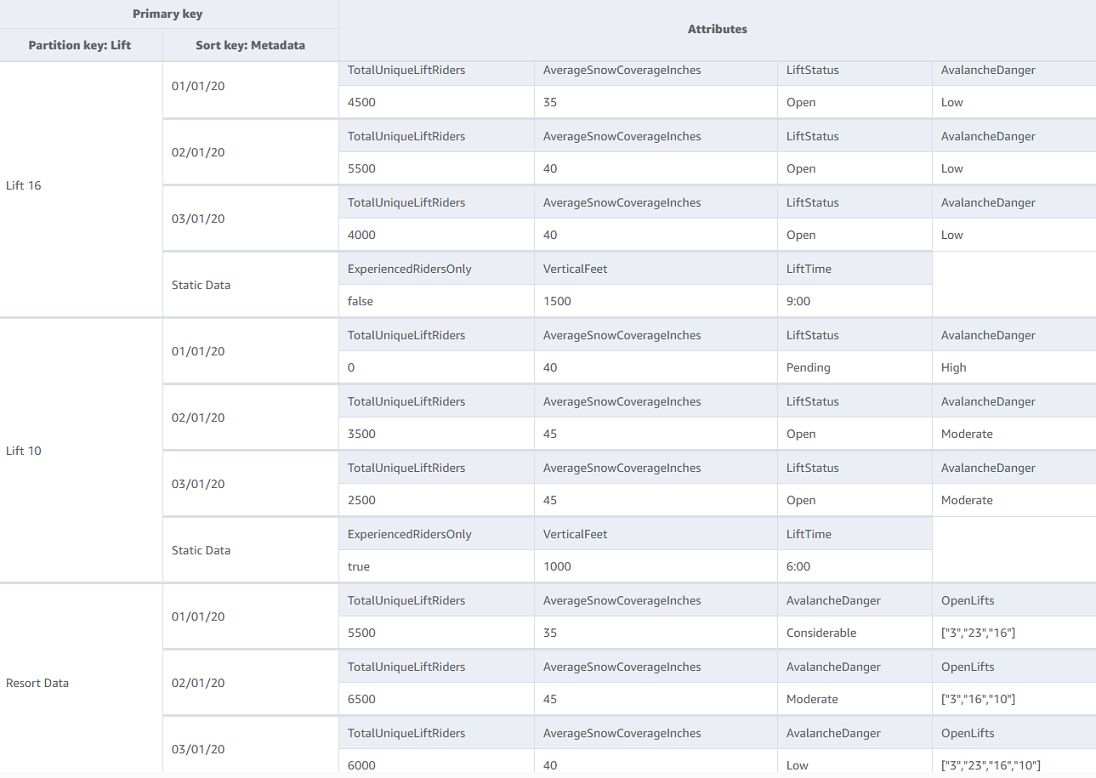 Primary key
Attributes
Partition key: Lift Sort key: Metadata
Lift 16
01/01/20
TotalUniqueLiftRiders AverageSnowCoverageInches LiftStatus AvalancheDanger
4500 35 Open Low
02/01/20
TotalUniqueLiftRiders AverageSnowCoverageInches LiftStatus AvalancheDanger
5500 40 Open Low
03/01/20
TotalUniqueLiftRiders AverageSnowCoverageInches LiftStatus AvalancheDanger
4000 40 Open Low
Static Data
ExperiencedRidersOnly VerticalFeet LiftTime
false 1500 9:00
Lift 10
01/01/20
TotalUniqueLiftRiders AverageSnowCoverageInches LiftStatus AvalancheDanger
0 40 Pending High
02/01/20
TotalUniqueLiftRiders AverageSnowCoverageInches LiftStatus AvalancheDanger
3500 45 Open Moderate
03/01/20
TotalUniqueLiftRiders AverageSnowCoverageInches LiftStatus AvalancheDanger
2500 45 Open Moderate
Static Data
ExperiencedRidersOnly VerticalFeet LiftTime
true 1000 6:00
Resort Data
01/01/20
TotalUniqueLiftRiders AverageSnowCoverageInches AvalancheDanger OpenLifts
5500 35 Considerable ["3","23","16"]
02/01/20
TotalUniqueLiftRiders AverageSnowCoverageInches AvalancheDanger OpenLifts
6500 45 Moderate ["3","16","10"]
03/01/20
TotalUniqueLiftRiders AverageSnowCoverageInches AvalancheDanger OpenLifts
6000 40 Low ["3","23","16","10"]